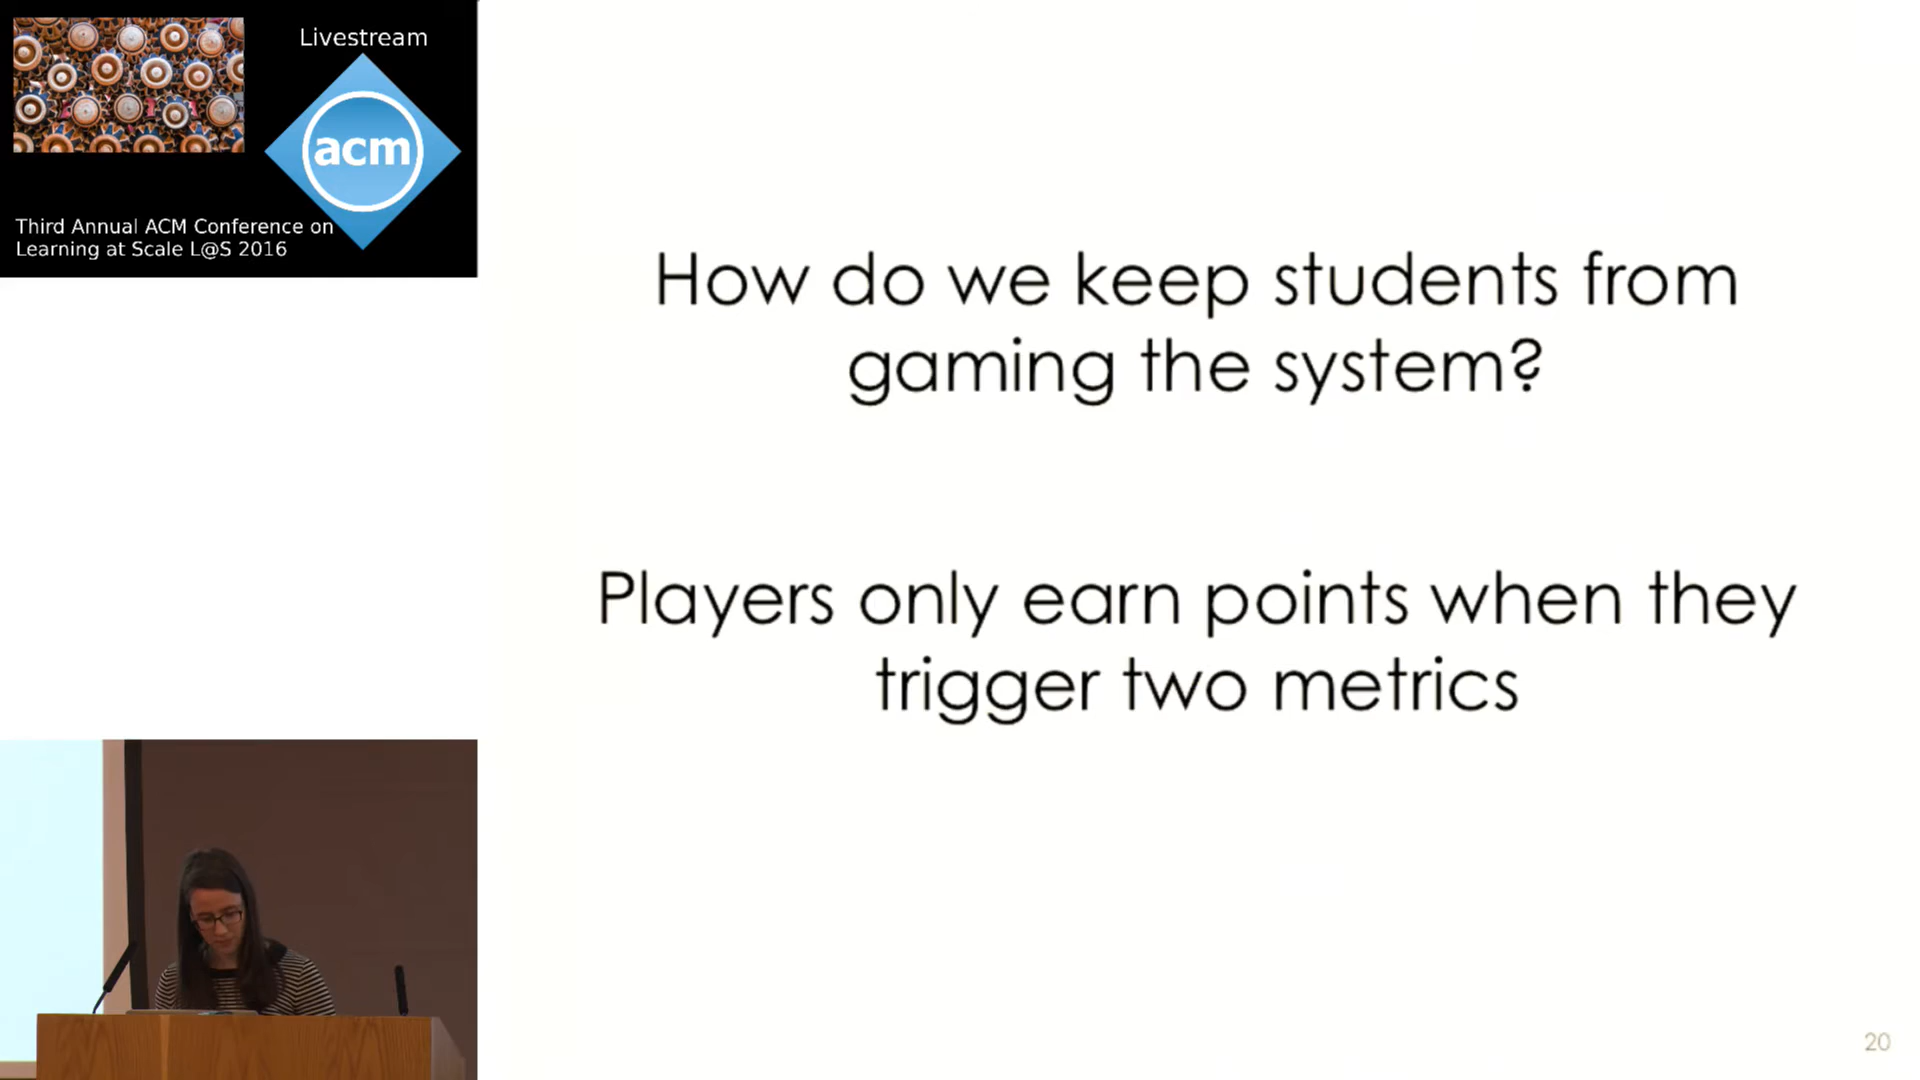 Livestream
acm
Third Annual ACM Conference on
Learning at Scale L@S 2016
How do we keep students from
gaming the system?
Players only earn points when they
trigger two metrics
20